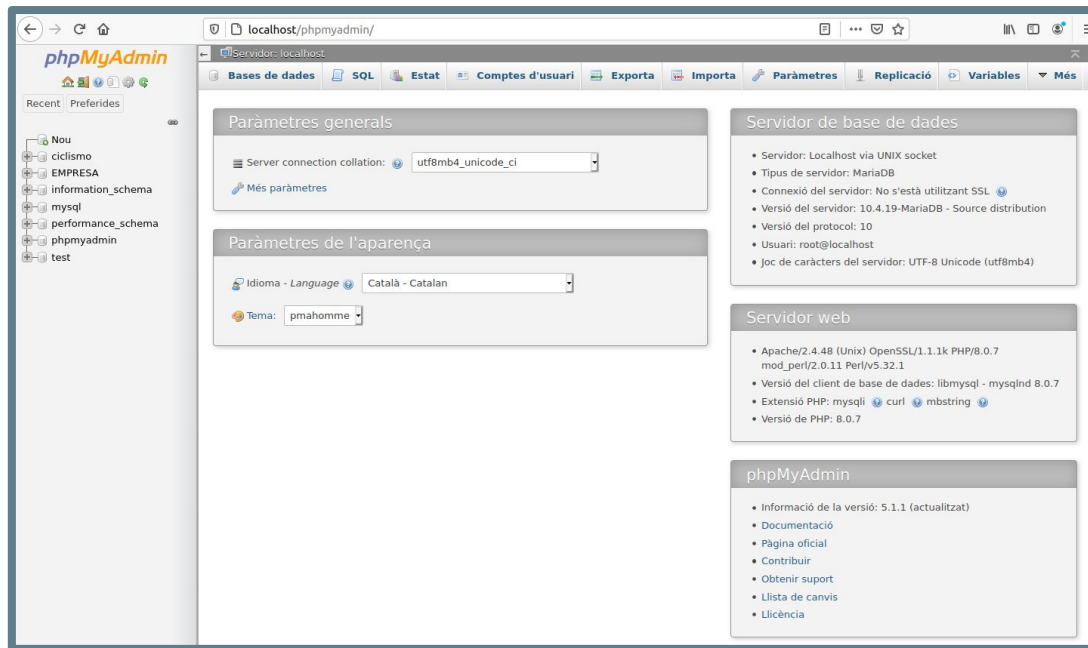 localhost/phpmyadmin/
phpMyAdmin
Recent Preferides
Nou
ciclismo
EMPRESA
information_schema
mysql
performance_schema
phpmyadmin
test
Servidor: localhost
Bases de dades SQL Estat Comptes d'usuari Exporta Importa Paràmetres Replicació Variables Més
Paràmetres generals
Server connection collation: utf8mb4_unicode_ci
Més paràmetres
Paràmetres de l'aparença
Idioma - Language Català - Catalan
Tema: pmahomme
Servidor de base de dades
• Servidor: Localhost via UNIX socket
• Tipus de servidor: MariaDB
• Connexió del servidor: No s'està utilitzant SSL
• Versió del servidor: 10.4.19-MariaDB - Source distribution
• Versió del protocol: 10
• Usuari: root@localhost
• Joc de caràcters del servidor: UTF-8 Unicode (utf8mb4)
Servidor web
• Apache/2.4.48 (Unix) OpenSSL/1.1.1k PHP/8.0.7
mod_perl/2.0.11 Perl/v5.32.1
• Versió del client de base de dades: libmysql - mysqlnd 8.0.7
• Extensió PHP: mysqli curl mbstring
• Versió de PHP: 8.0.7
phpMyAdmin
• Informació de la versió: 5.1.1 (actualitzat)
• Documentació
• Pàgina oficial
• Contribuir
• Obtenir suport
• Llista de canvis
• Llicència